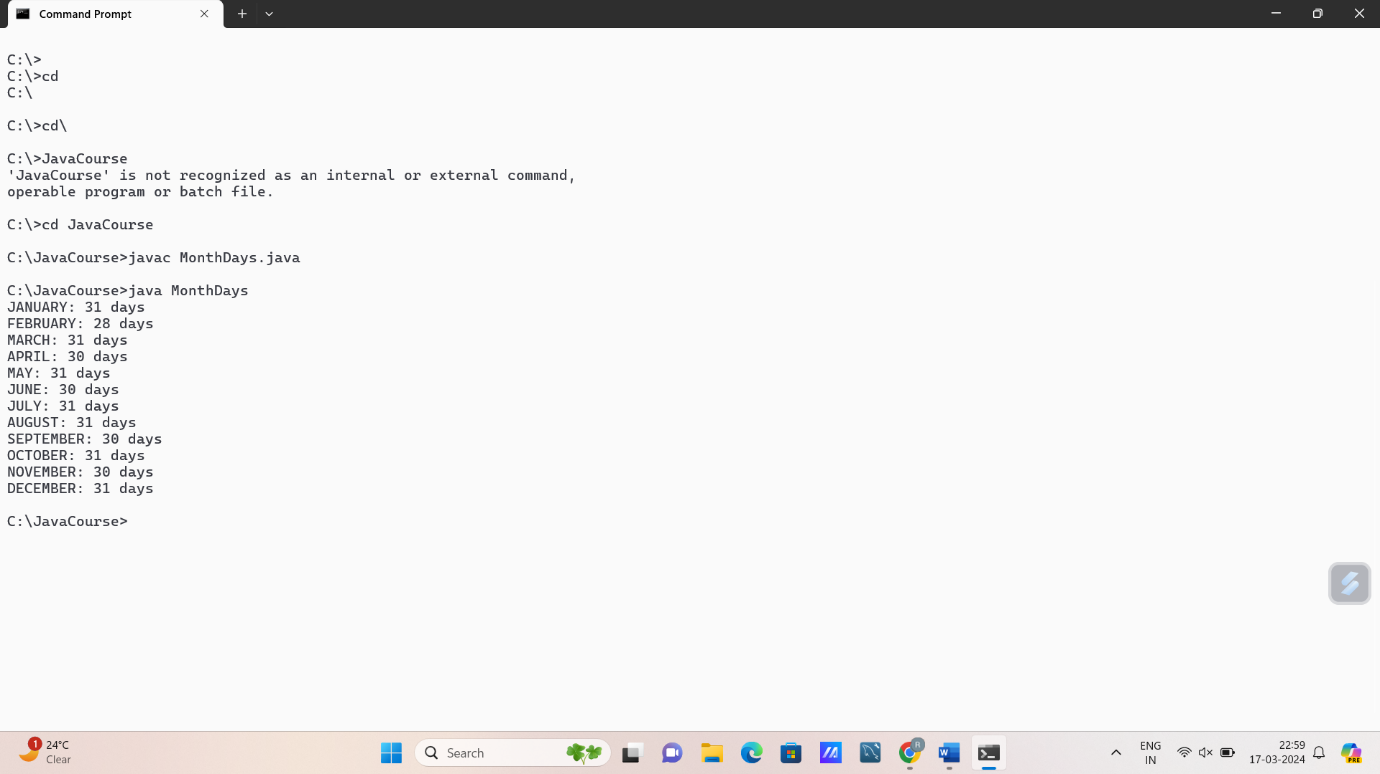 Command Prompt
C:\>
C:\>cd
C:\
C:\>cd\
C:\>JavaCourse
'JavaCourse' is not recognized as an internal or external command,
operable program or batch file.
C:\>cd JavaCourse
C:\JavaCourse>javac MonthDays.java
C:\JavaCourse>java MonthDays
JANUARY: 31 days
FEBRUARY: 28 days
MARCH: 31 days
APRIL: 30 days
MAY: 31 days
JUNE: 30 days
JULY: 31 days
AUGUST: 31 days
SEPTEMBER: 30 days
OCTOBER: 31 days
NOVEMBER: 30 days
DECEMBER: 31 days
C:\JavaCourse>
1
24°C
Clear
Search
R
W
ENG
IN
22:59
17-03-2024
PRE